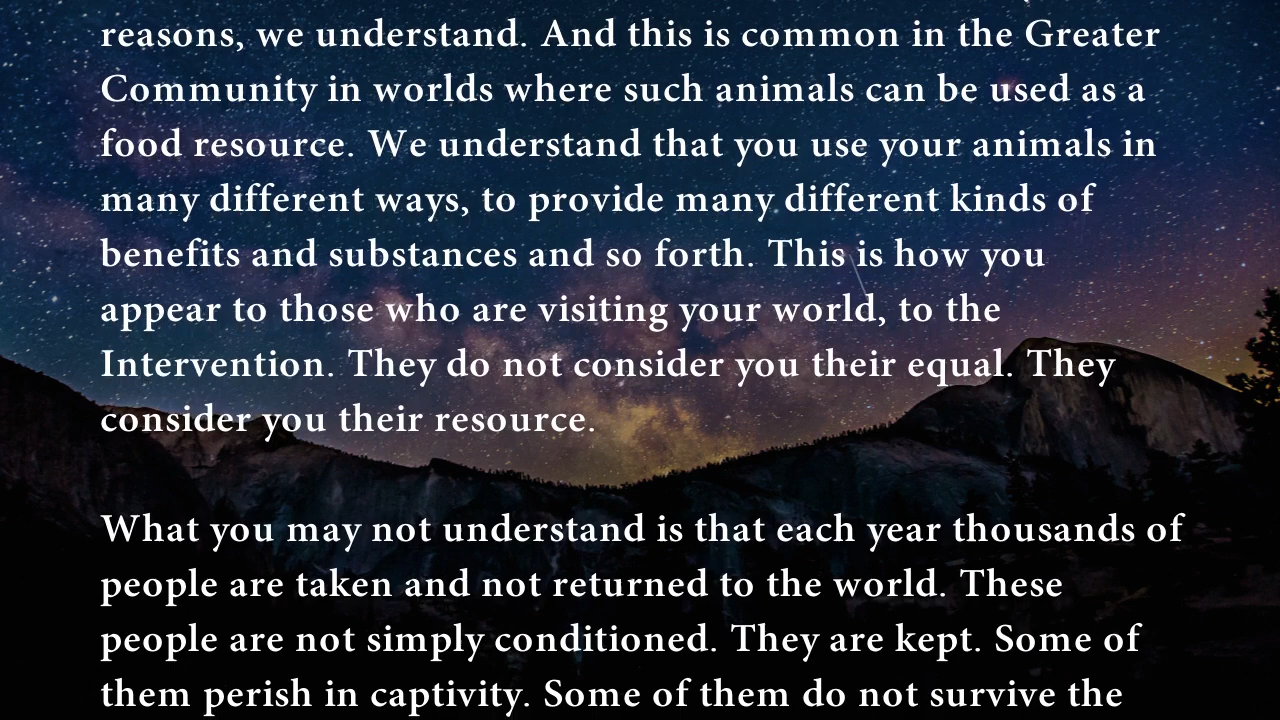 reasons, we understand. And this is common in the Greater
Community in worlds where such animals can be used as a
food resource. We understand that you use your animals in
many different ways, to provide many different kinds of
benefits and substances and so forth. This is how you
appear to those who are visiting your world, to the
Intervention. They do not consider you their equal. They
consider you their resource.
What you may not understand is that each year thousands of
people are taken and not returned to the world. These
people are not simply conditioned. They are kept. Some of
them perish in captivity. Some of them do not survive the